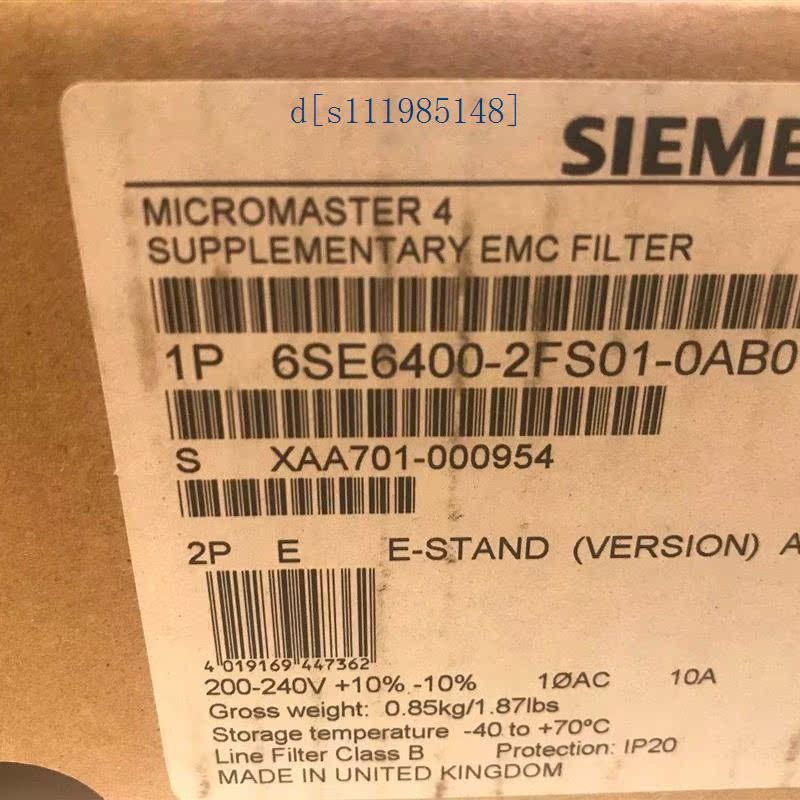 d[s111985148]
SIEME
MICROMASTER 4
SUPPLEMENTARY EMC FILTER
1P 6SE6400-2FS01-0AB0
S XAA701-000954
2P E E-STAND (VERSION) A
4 019169 447362
200-240V +10% -10% 1ØAC 10A
Gross weight: 0.85kg/1.87lbs
Storage temperature -40 to +70ºC
Line Filter Class B Protection: IP20
MADE IN UNITED KINGDOM